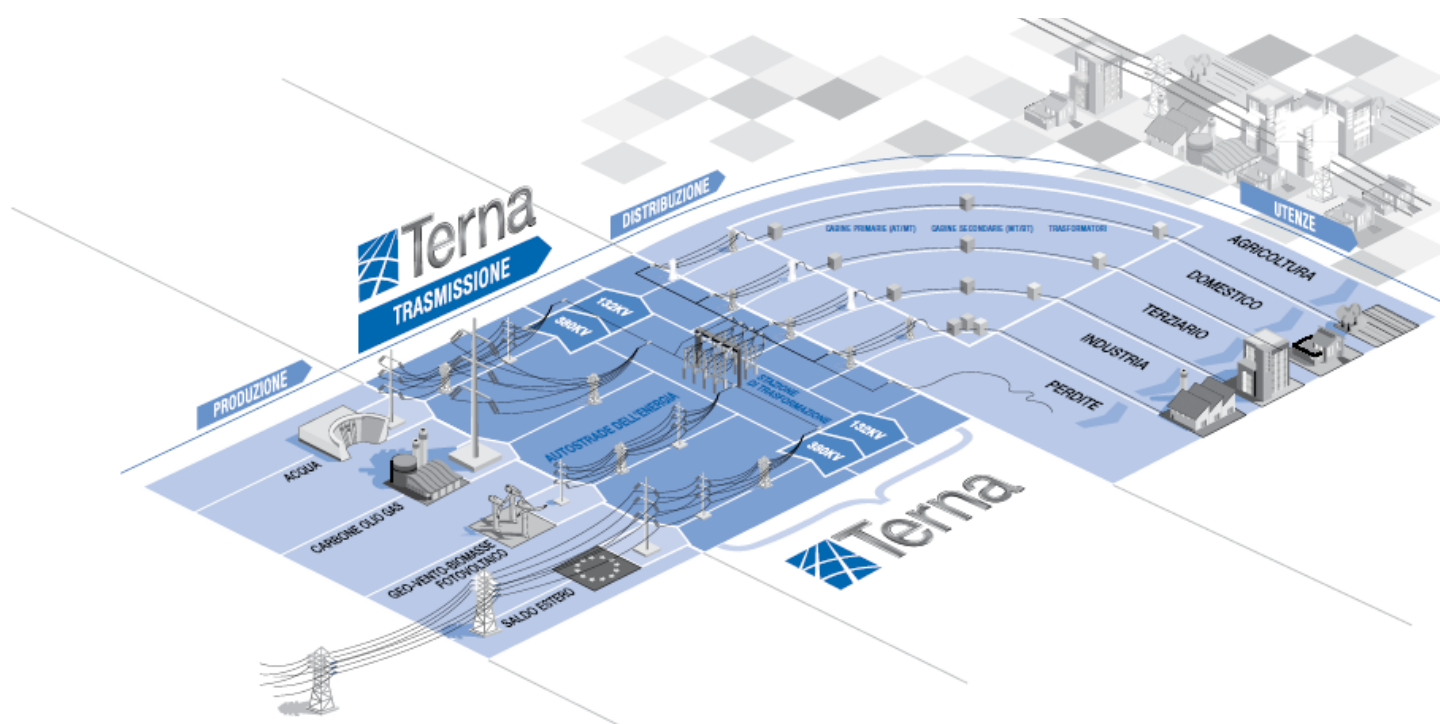 Terna
TRASMISSIONE
PRODUZIONE
DISTRIBUZIONE
UTENZE
CABINE PRIMARIE (AT/MT)
CABINE SECONDARIE (MT/BT)
TRASFORMATORI
AGRICOLTURA
DOMESTICO
TERZIARIO
INDUSTRIA
PERDITE
132KV
380KV
STAZIONE
DI TRASFORMAZIONE
AUTOSTRADE DELL'ENERGIA
132KV
380KV
ACQUA
CARBONE OLIO GAS
GEO-VENTO-BIOMASSE
FOTOVOLTAICO
SALDO ESTERO
Terna